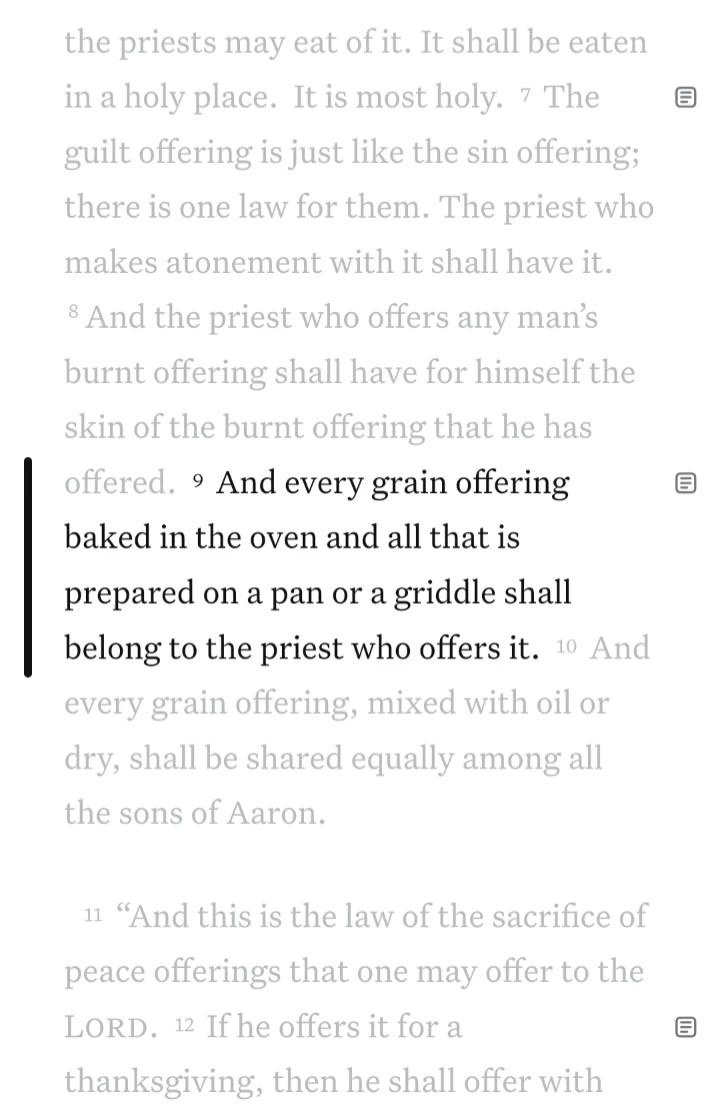 the priests may eat of it. It shall be eaten
in a holy place. It is most holy. 7 The
guilt offering is just like the sin offering;
there is one law for them. The priest who
makes atonement with it shall have it.
8 And the priest who offers any man’s
burnt offering shall have for himself the
skin of the burnt offering that he has
offered. 9 And every grain offering
baked in the oven and all that is
prepared on a pan or a griddle shall
belong to the priest who offers it. 10 And
every grain offering, mixed with oil or
dry, shall be shared equally among all
the sons of Aaron.
11 “And this is the law of the sacrifice of
peace offerings that one may offer to the
LORD. 12 If he offers it for a
thanksgiving, then he shall offer with